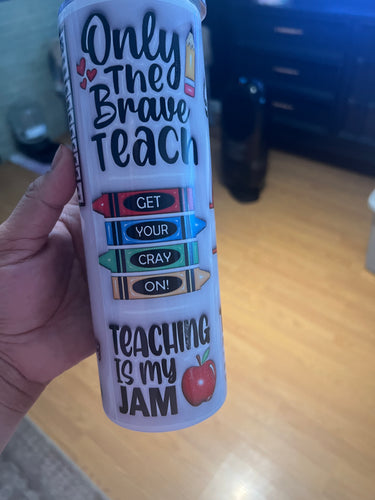 Only
THE
Brave
Teach
GET
YOUR
CRAY
ON!
TEACHING
IS MY
JAM